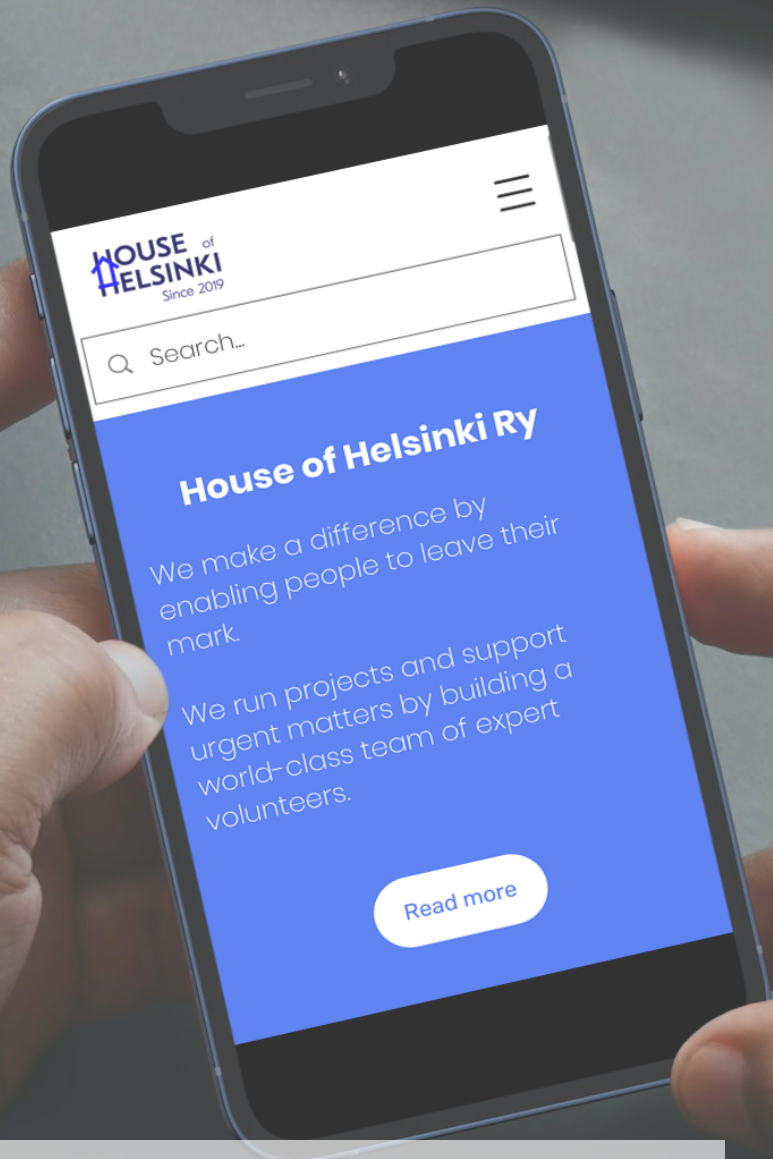 HOUSE of
HELSINKI
Since 2019
Search...
House of Helsinki Ry
We make a difference by
enabling people to leave their
mark.
We run projects and support
urgent matters by building a
world-class team of expert
volunteers.
Read more